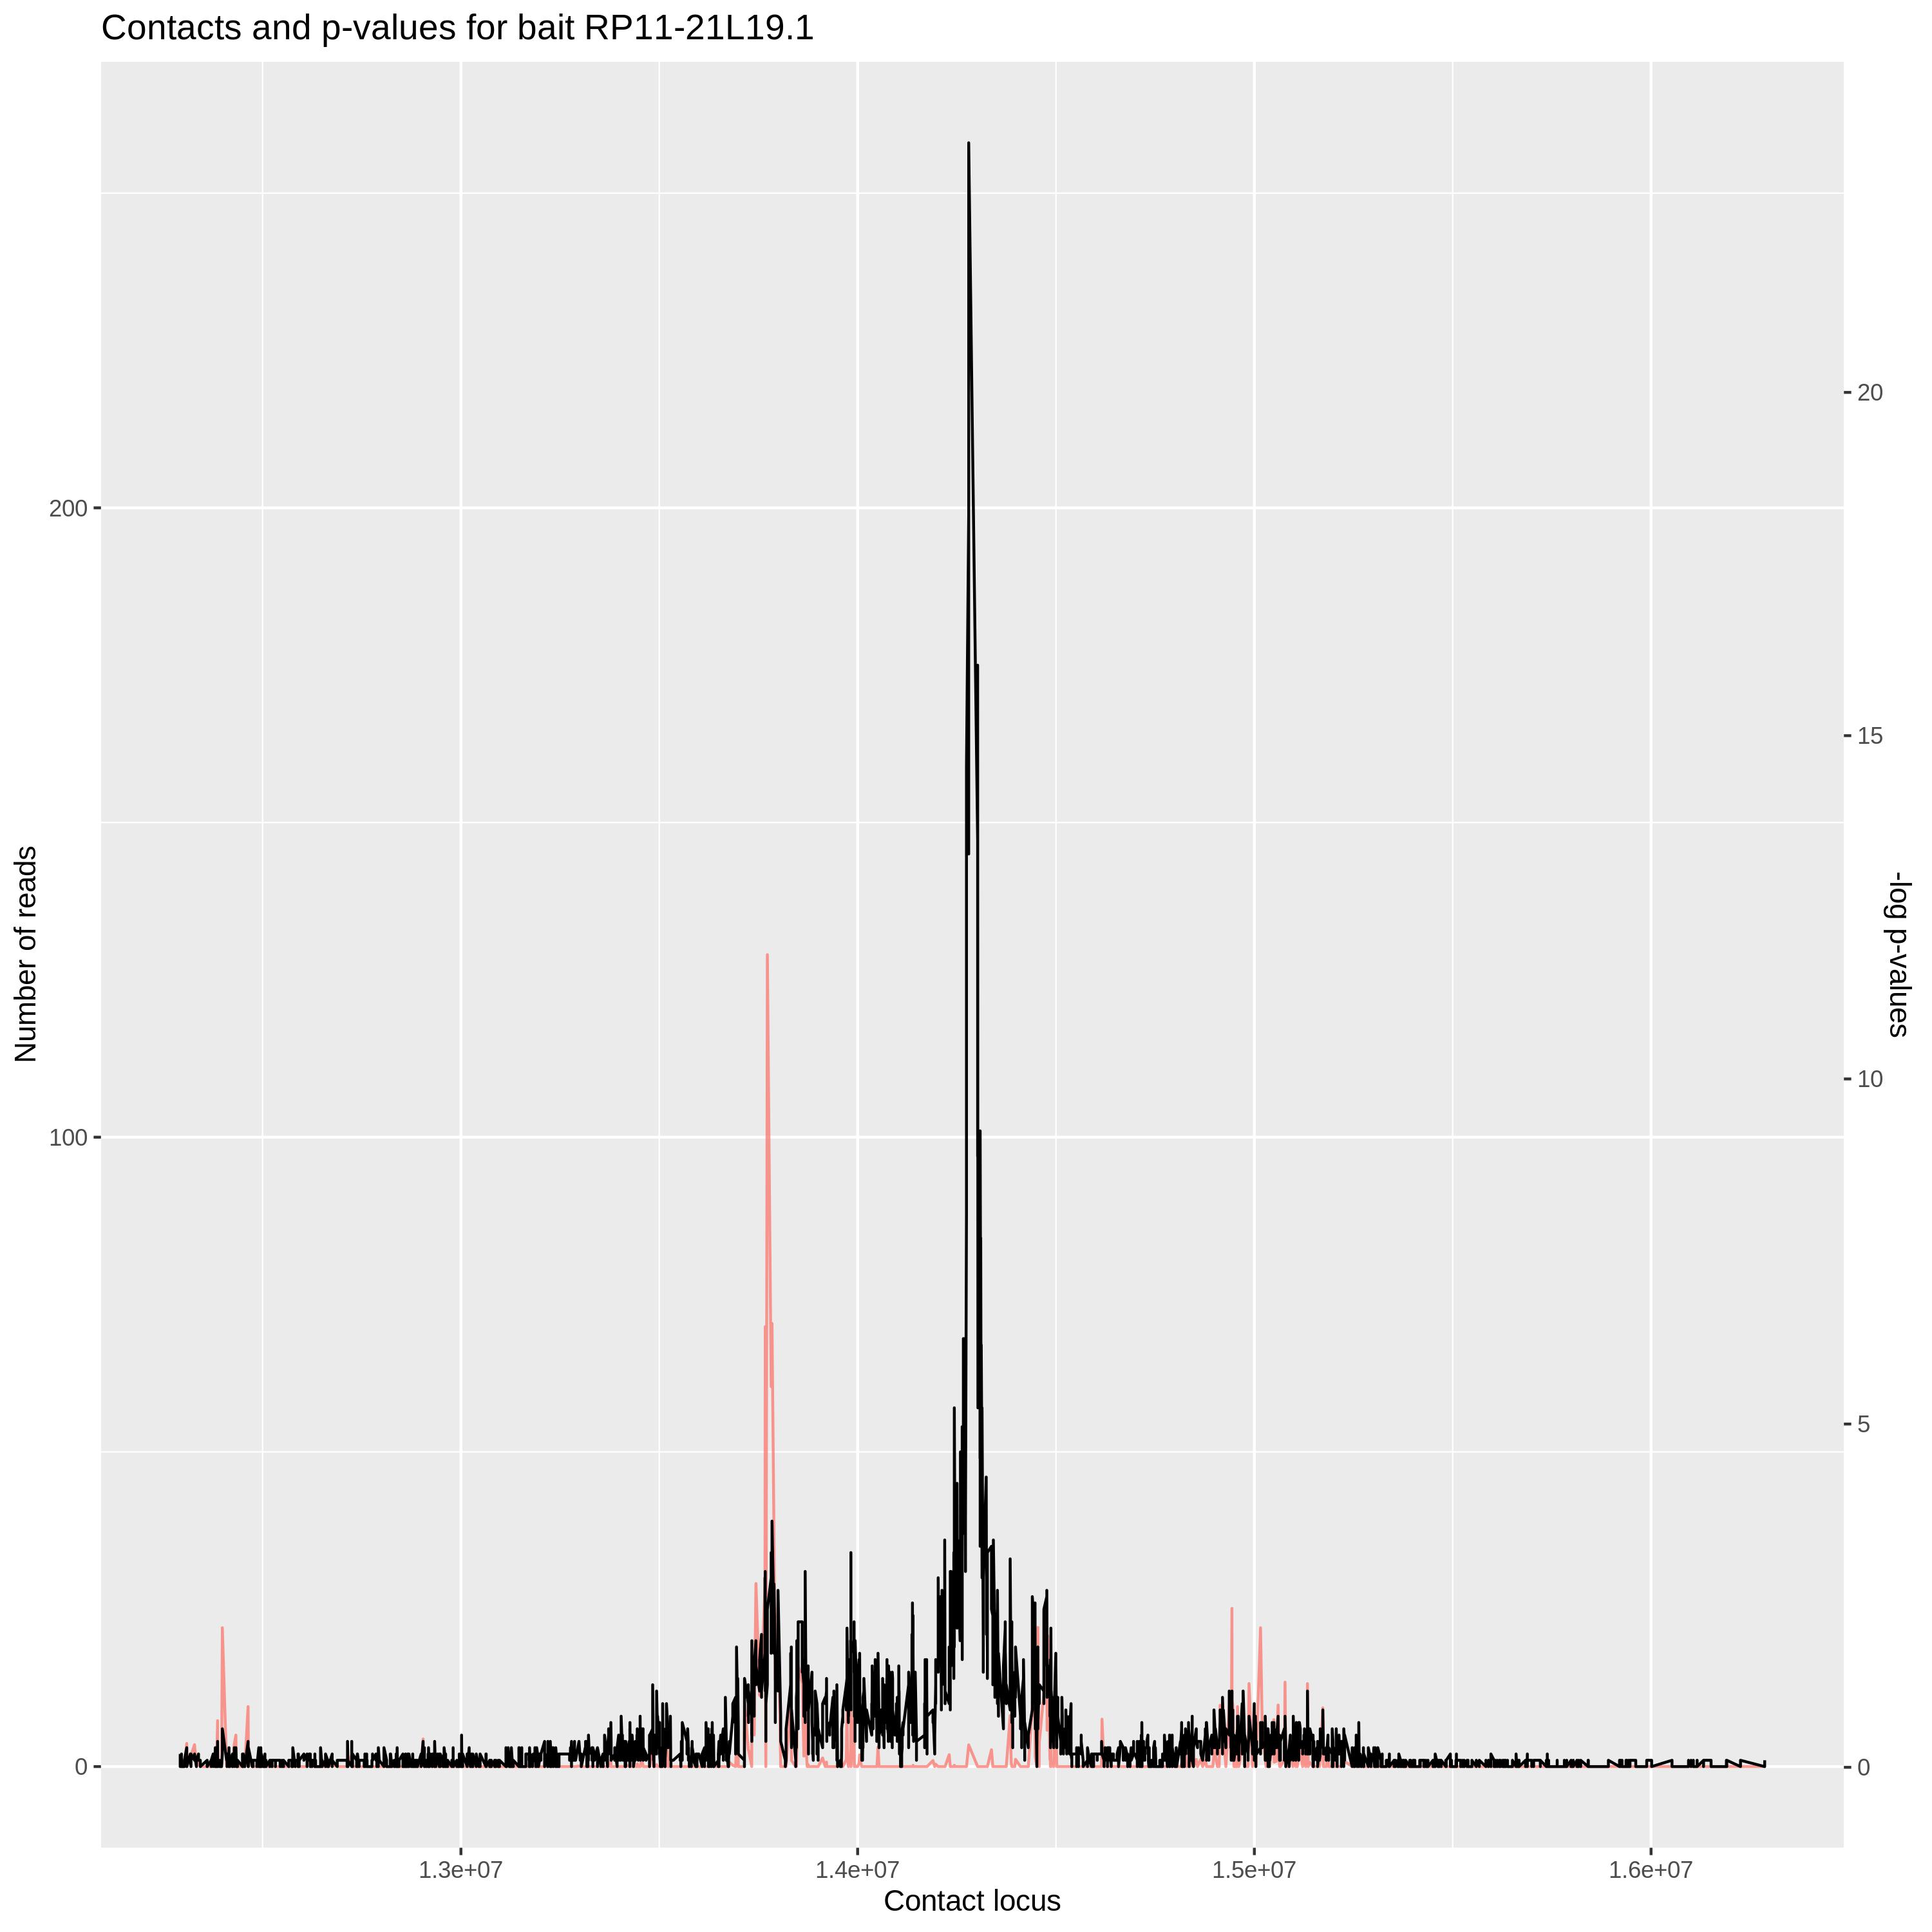 Contacts and p-values for bait RP11-21L19.1
Number of reads
200
100
0
20
15
10
5
0
-log p-values
1.3e+07
1.4e+07
1.5e+07
1.6e+07
Contact locus